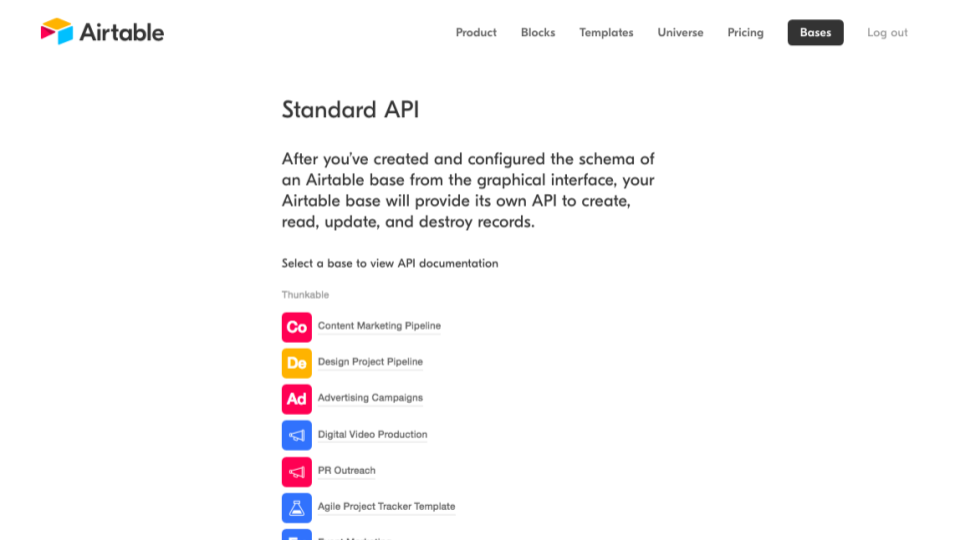 Airtable
Product Blocks Templates Universe Pricing Bases Log out
Standard API
After you've created and configured the schema of
an Airtable base from the graphical interface, your
Airtable base will provide its own API to create,
read, update, and destroy records.
Select a base to view API documentation
Thunkable
Co Content Marketing Pipeline
De Design Project Pipeline
Ad Advertising Campaigns
Digital Video Production
PR Outreach
Agile Project Tracker Template